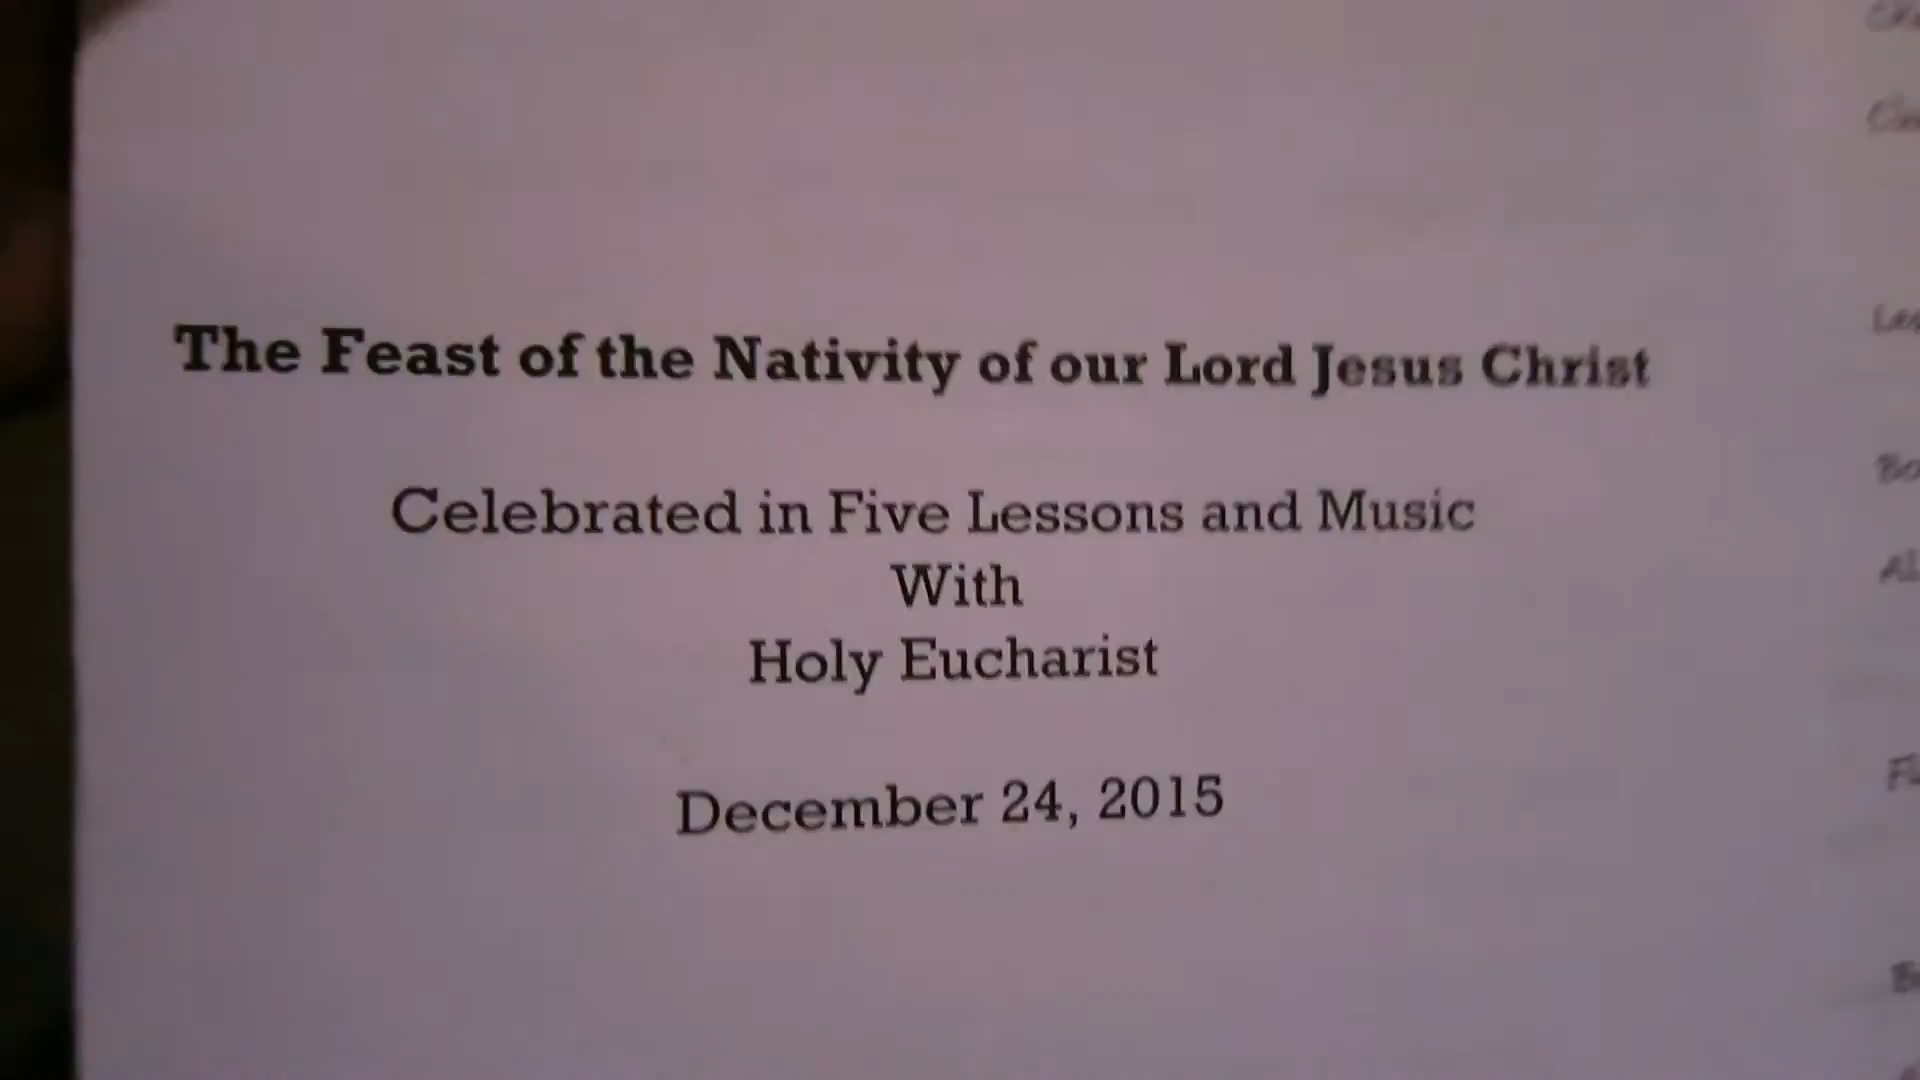 The Feast of the Nativity of our Lord Jesus Christ
Celebrated in Five Lessons and Music
With
Holy Eucharist
December 24, 2015